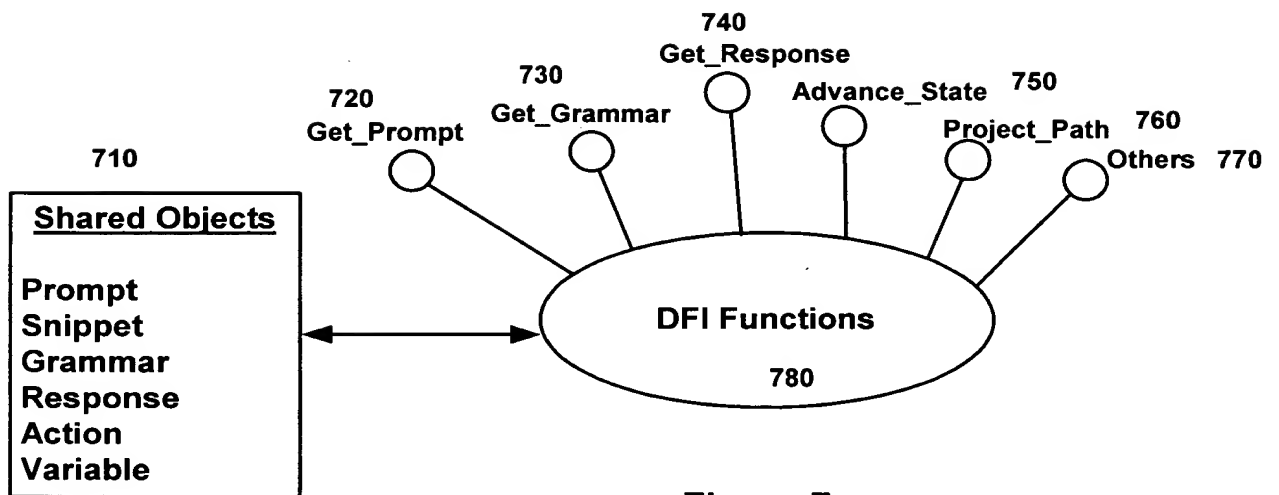 740
Get_Response
730
Get_Grammar
Advance_State 750
720
Get_Prompt
Project_Path 760
Others 770
710
Shared Objects
Prompt
Snippet
Grammar
Response
Action
Variable
DFI Functions
780